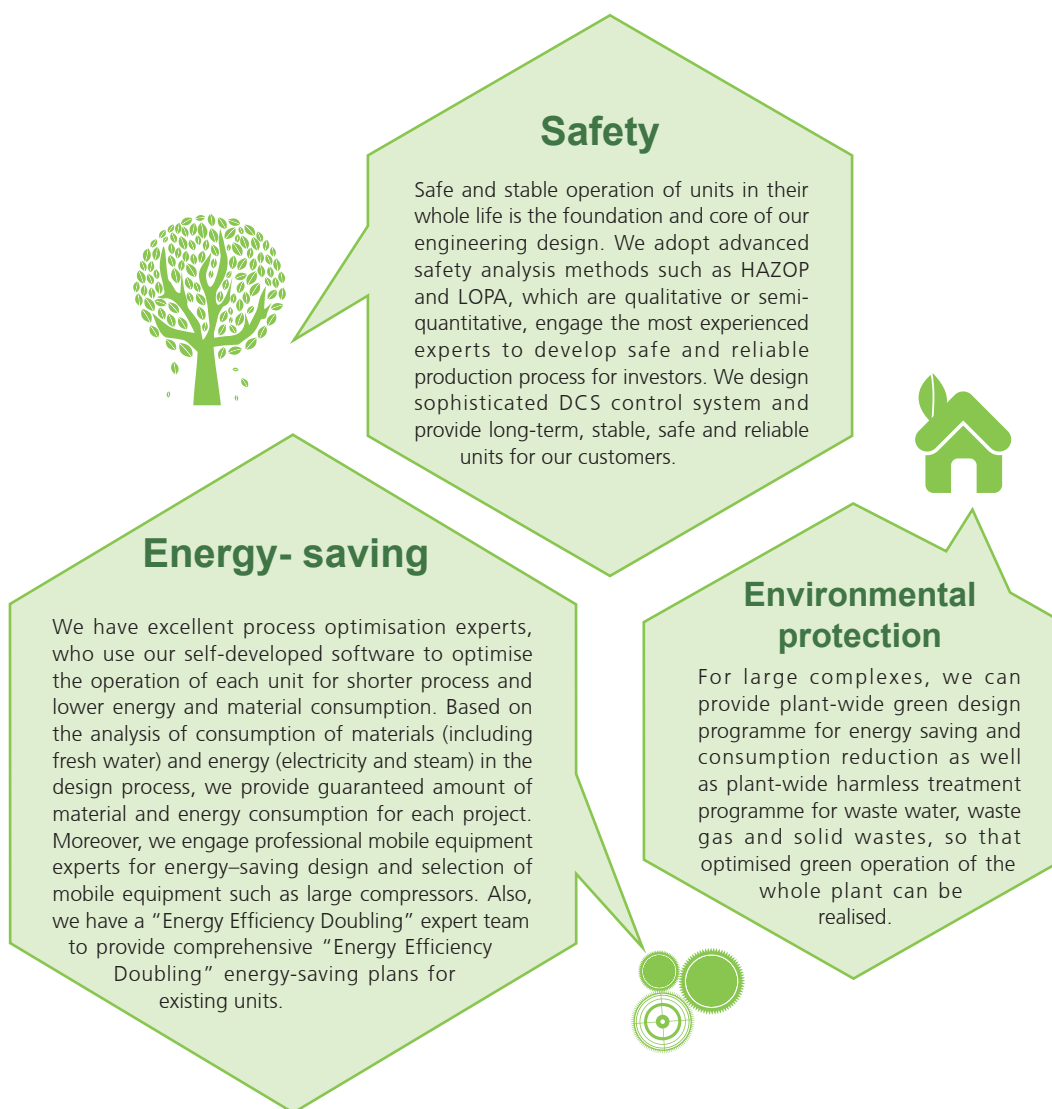 Safety
Safe and stable operation of units in their
whole life is the foundation and core of our
engineering design. We adopt advanced
safety analysis methods such as HAZOP
and LOPA, which are qualitative or semi-
quantitative, engage the most experienced
experts to develop safe and reliable
production process for investors. We design
sophisticated DCS control system and
provide long-term, stable, safe and reliable
units for our customers.
Energy- saving
We have excellent process optimisation experts,
who use our self-developed software to optimise
the operation of each unit for shorter process and
lower energy and material consumption. Based on
the analysis of consumption of materials (including
fresh water) and energy (electricity and steam) in the
design process, we provide guaranteed amount of
material and energy consumption for each project.
Moreover, we engage professional mobile equipment
experts for energy–saving design and selection of
mobile equipment such as large compressors. Also,
we have a “Energy Efficiency Doubling” expert team
to provide comprehensive “Energy Efficiency
Doubling” energy-saving plans for
existing units.
Environmental
protection
For large complexes, we can
provide plant-wide green design
programme for energy saving and
consumption reduction as well
as plant-wide harmless treatment
programme for waste water, waste
gas and solid wastes, so that
optimised green operation of the
whole plant can be
realised.